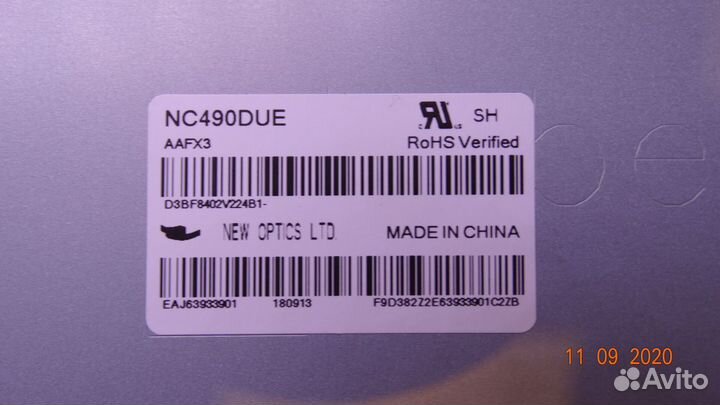 NC490DUE
SH
AAFX3
RoHS Verified
D3BF8402V224B1-
NEW OPTICS LTD.
MADE IN CHINA
EAJ63933901 180913 F9D382Z2E63933901C2ZB
11 09 2020
Avito